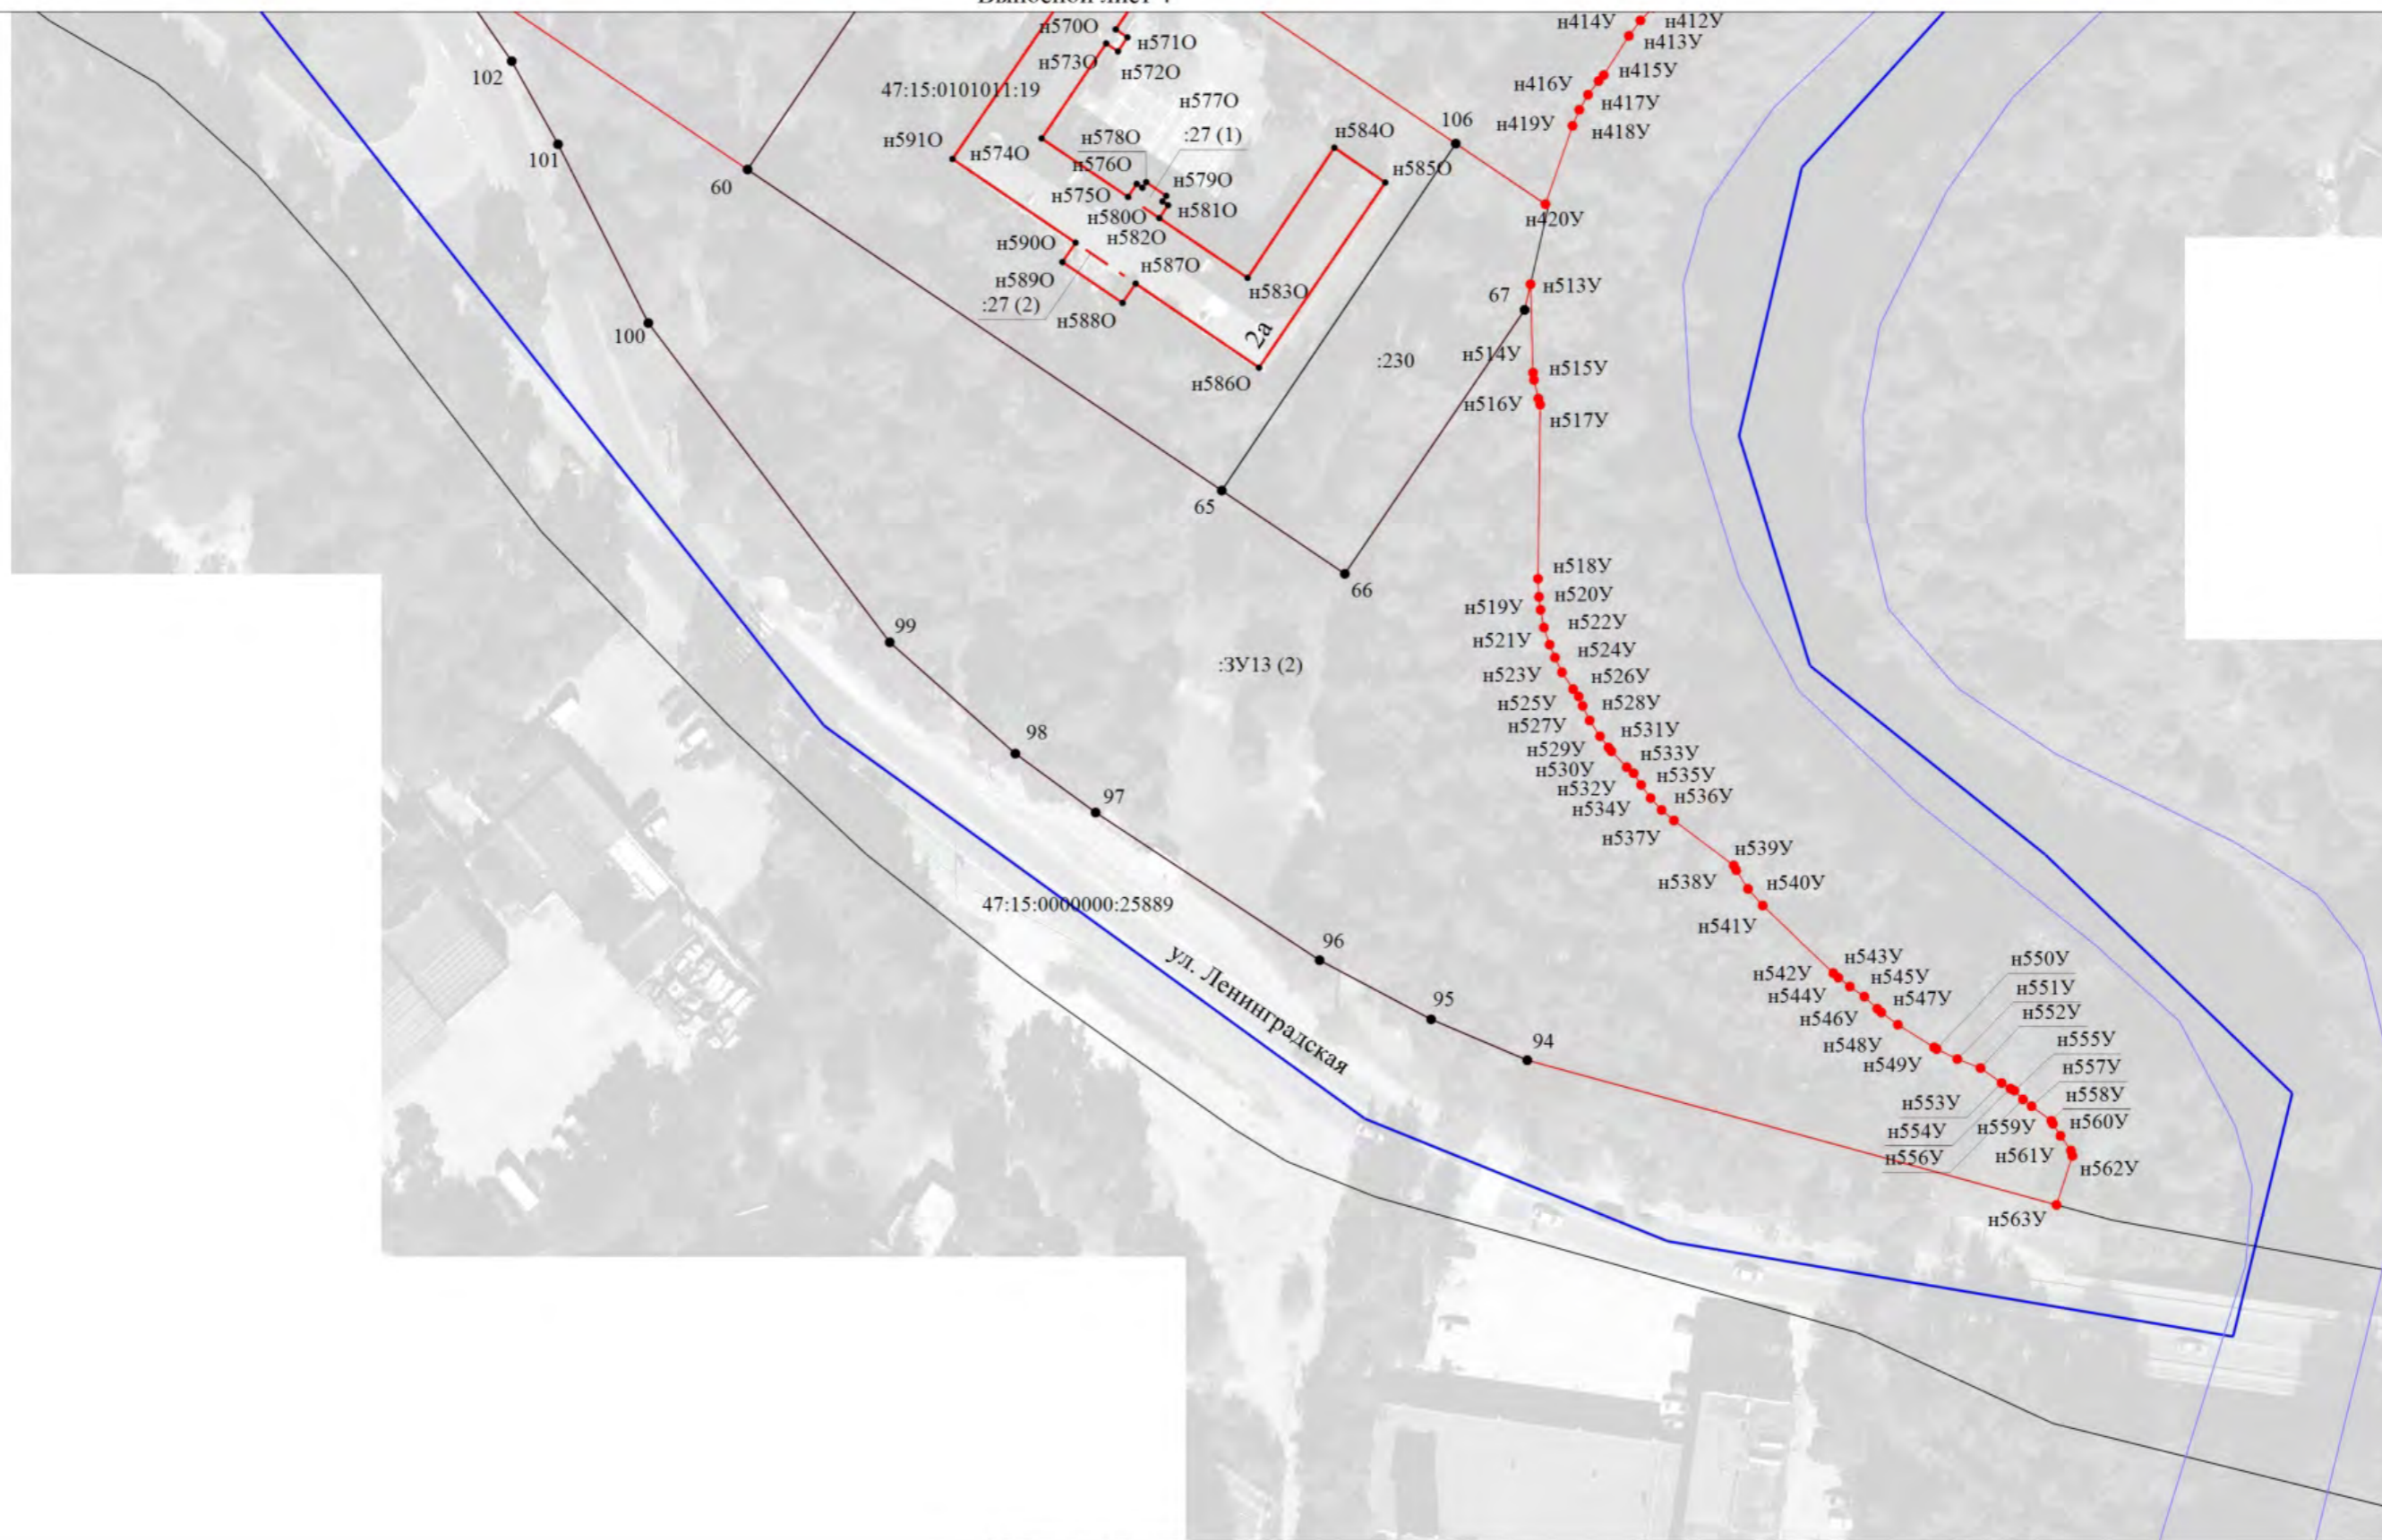 Выносной лист 4
н414У
н412У
н413У
н570О
н571О
н573О
н572О
102
н415У
н416У
47:15:0101011:19
н577О
н417У
106
н419У
н418У
н584О
н578О
:27 (1)
101
н591О
н574О
н576О
н585О
60
н579О
н575О
н581О
н580О
н420У
н582О
н590О
н587О
н589О
н583О
н513У
67
:27 (2)
н588О
100
2а
н514У
:230
н515У
н586О
н516У
н517У
65
н518У
66
н520У
н519У
99
н522У
н521У
н524У
:ЗУ13 (2)
н523У
н526У
н525У
н528У
н527У
98
н531У
н529У
н533У
н530У
н535У
н532У
97
н536У
н534У
н537У
н539У
н538У
н540У
47:15:0000000:25889
н541У
96
н543У
н550У
ул. Ленинградская
н542У
н545У
н551У
н544У
н547У
95
н552У
н546У
н555У
94
н548У
н549У
н557У
н558У
н553У
н560У
н559У
н554У
н556У
н561У
н562У
н563У